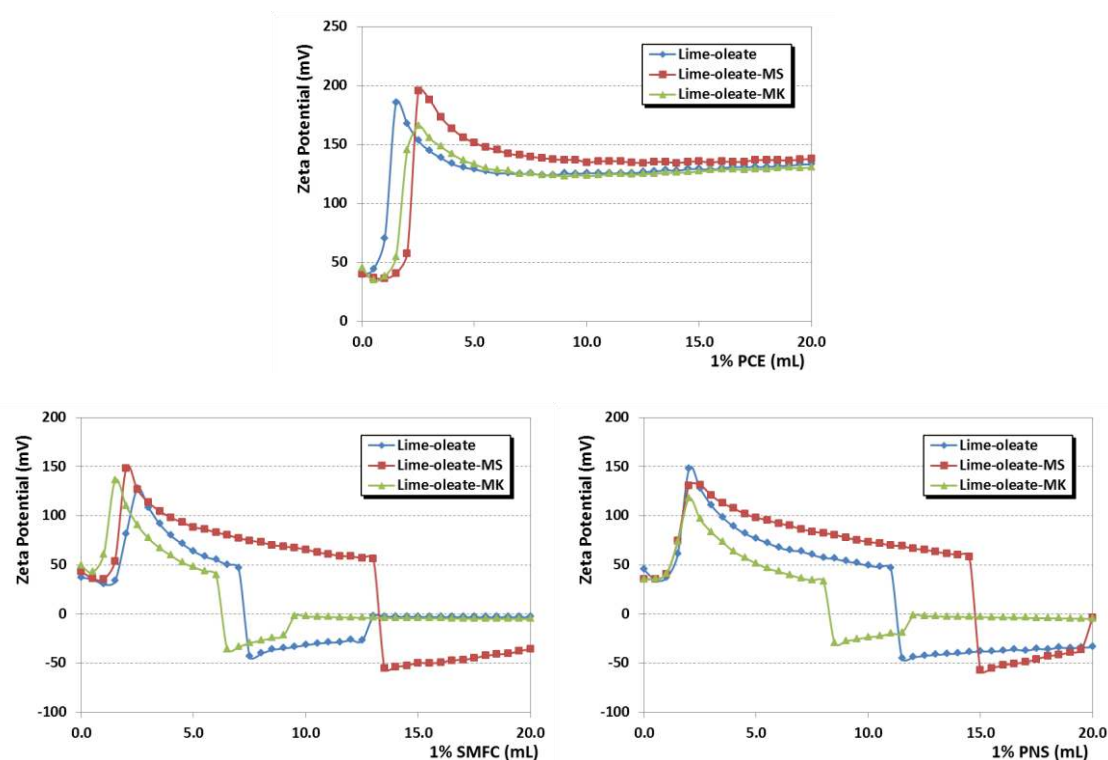 250
200
150
100
50
0
Zeta Potential (mV)
Lime-oleate
Lime-oleate-MS
Lime-oleate-MK
0.0 5.0 10.0 15.0 20.0
1% PCE (mL)
200
150
100
50
0
-50
-100
Zeta Potential (mV)
Lime-oleate
Lime-oleate-MS
Lime-oleate-MK
0.0 5.0 10.0 15.0 20.0
1% SMFC (mL)
200
150
100
50
0
-50
-100
Zeta Potential (mV)
Lime-oleate
Lime-oleate-MS
Lime-oleate-MK
0.0 5.0 10.0 15.0 20.0
1% PNS (mL)